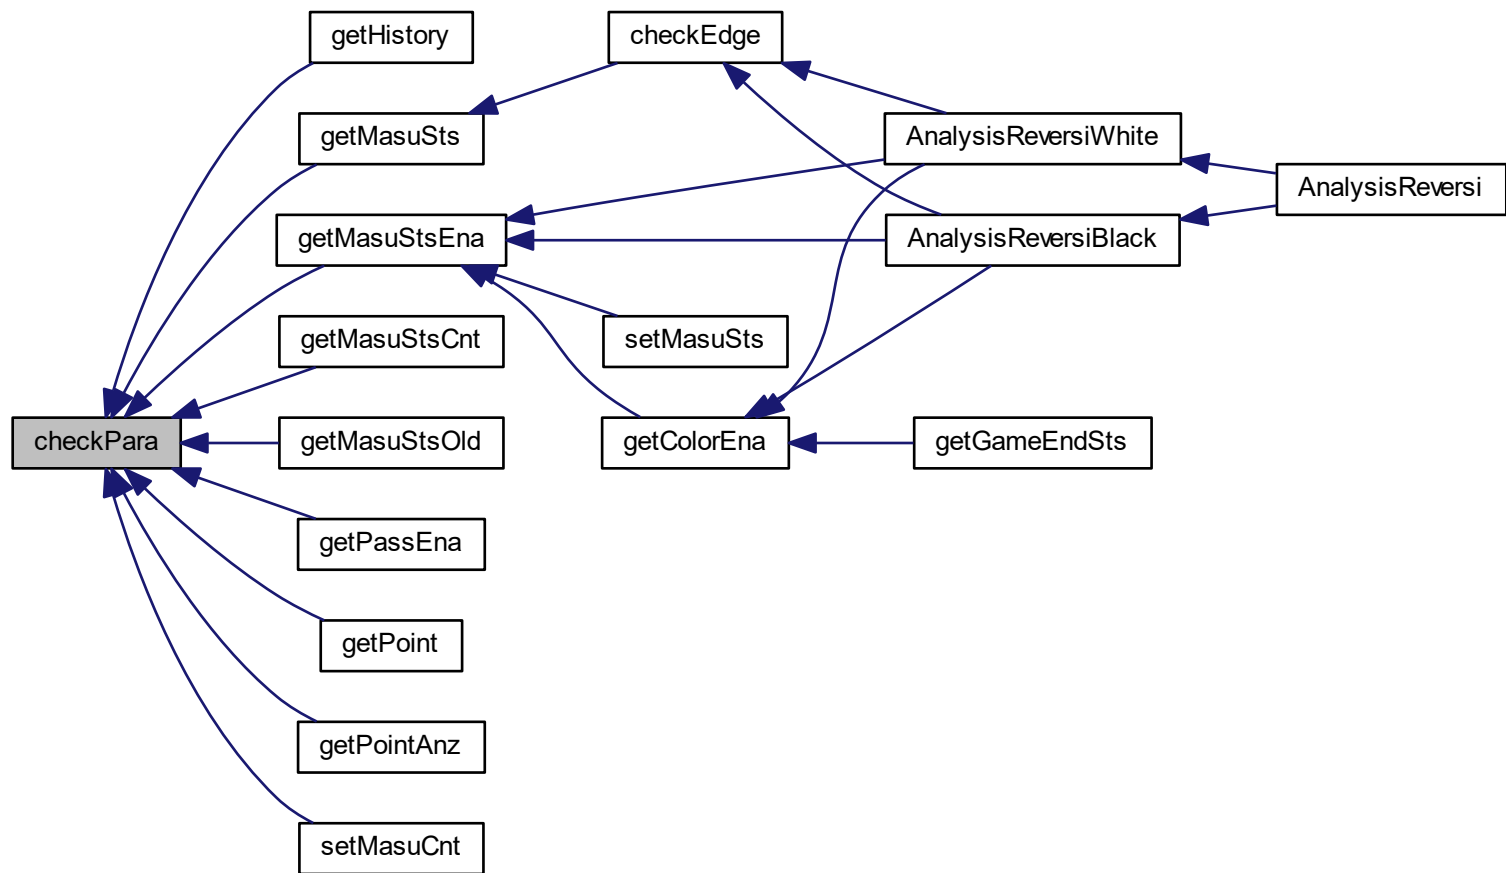 getHistory
checkEdge
getMasuSts
AnalysisReversiWhite
AnalysisReversi
getMasuStsEna
AnalysisReversiBlack
getMasuStsCnt
setMasuSts
checkPara
getMasuStsOld
getColorEna
getGameEndSts
getPassEna
getPoint
getPointAnz
setMasuCnt